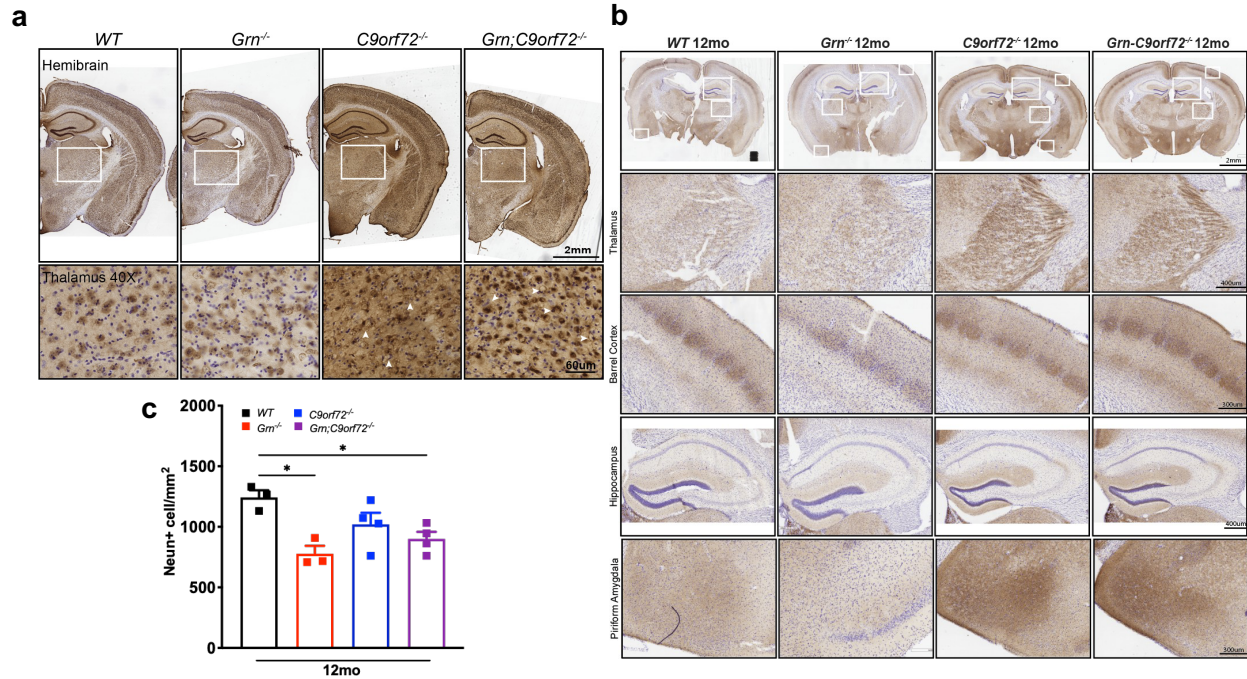 a
WT
Grn-/-
C9orf72-/-
Grn;C9orf72-/-
Hemibrain
2mm
Thalamus 40X
60um
b
WT 12mo
Grn-/- 12mo
C9orf72-/- 12mo
Grn-C9orf72-/- 12mo
2mm
Thalamus
400um
Barrel Cortex
300um
Hippocampus
400um
Piriform Amygdala
300um
c
Neun+ cell/mm2
2000
1500
1000
500
0
WT
C9orf72-/-
Grn-/-
Grn;C9orf72-/-
*
*
12mo